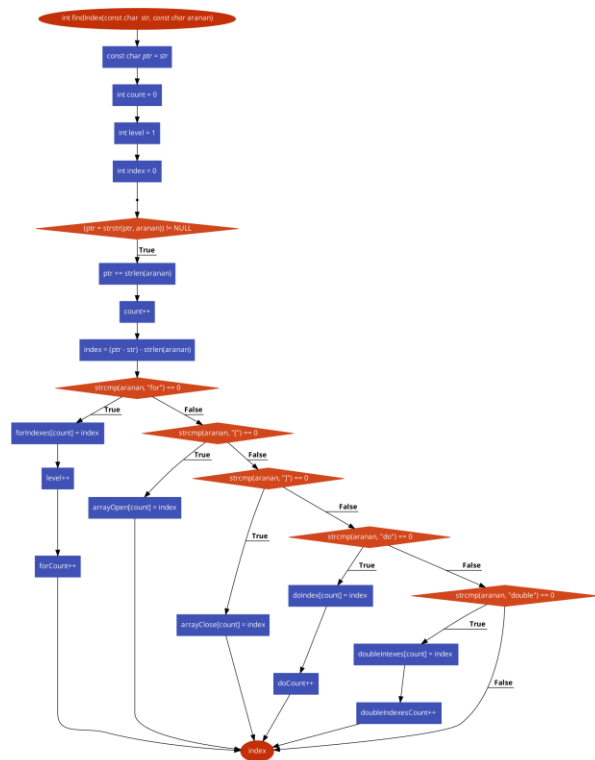 int findIndex(const char str, const char aranan)
const char ptr = str
int count = 0
int level = 1
int index = 0
(ptr = strstr(ptr, aranan)) != NULL
True
ptr += strlen(aranan)
count++
index = (ptr - str) - strlen(aranan)
strcmp(aranan, "for") == 0
True
False
forIndexes[count] = index
strcmp(aranan, "[") == 0
True
False
level++
strcmp(aranan, "]") == 0
arrayOpen[count] = index
False
True
strcmp(aranan, "do") == 0
forCount++
True
False
doIndex[count] = index
strcmp(aranan, "double") == 0
arrayClose[count] = index
True
doubleIntexes[count] = index
doCount++
False
doubleIndexesCount++
index